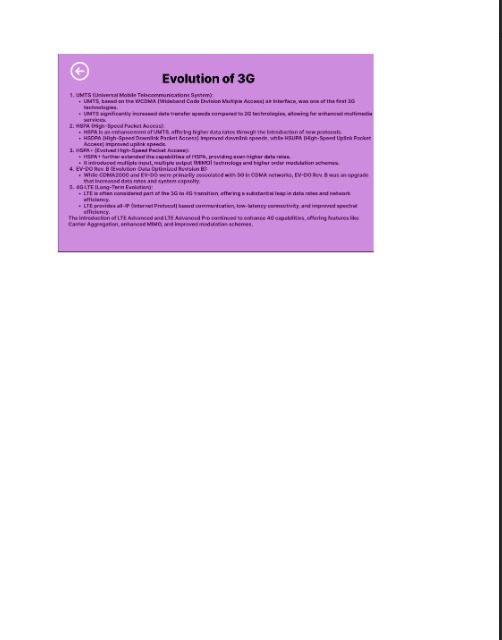 Evolution of 3G
1. UMTS (Universal Mobile Telecommunications System):
• UMTS, based on the WCDMA (Wideband Code Division Multiple Access) air interface, was one of the first 3G
technologies.
• UMTS significantly increased data transfer speeds compared to 2G technologies, allowing for enhanced multimedia
services.
2. HSPA (High-Speed Packet Access):
• HSPA is an enhancement of UMTS, offering higher data rates through the introduction of new protocols.
• HSDPA (High-Speed Downlink Packet Access) improved downlink speeds, while HSUPA (High-Speed Uplink Packet
Access) improved uplink speeds.
3. HSPA+ (Evolved High-Speed Packet Access):
• HSPA+ further extended the capabilities of HSPA, providing even higher data rates.
• It introduced multiple input, multiple output (MIMO) technology and higher order modulation schemes.
4. EV-DO Rev. B (Evolution-Data Optimized Revision B):
• While CDMA2000 and EV-DO were primarily associated with 3G in CDMA networks, EV-DO Rev. B was an upgrade
that increased data rates and system capacity.
5. 4G LTE (Long-Term Evolution):
• LTE is often considered part of the 3G to 4G transition, offering a substantial leap in data rates and network
efficiency.
• LTE provides all-IP (Internet Protocol) based communication, low-latency connectivity, and improved spectral
efficiency.
The introduction of LTE Advanced and LTE Advanced Pro continued to enhance 4G capabilities, offering features like
Carrier Aggregation, enhanced MIMO, and improved modulation schemes.